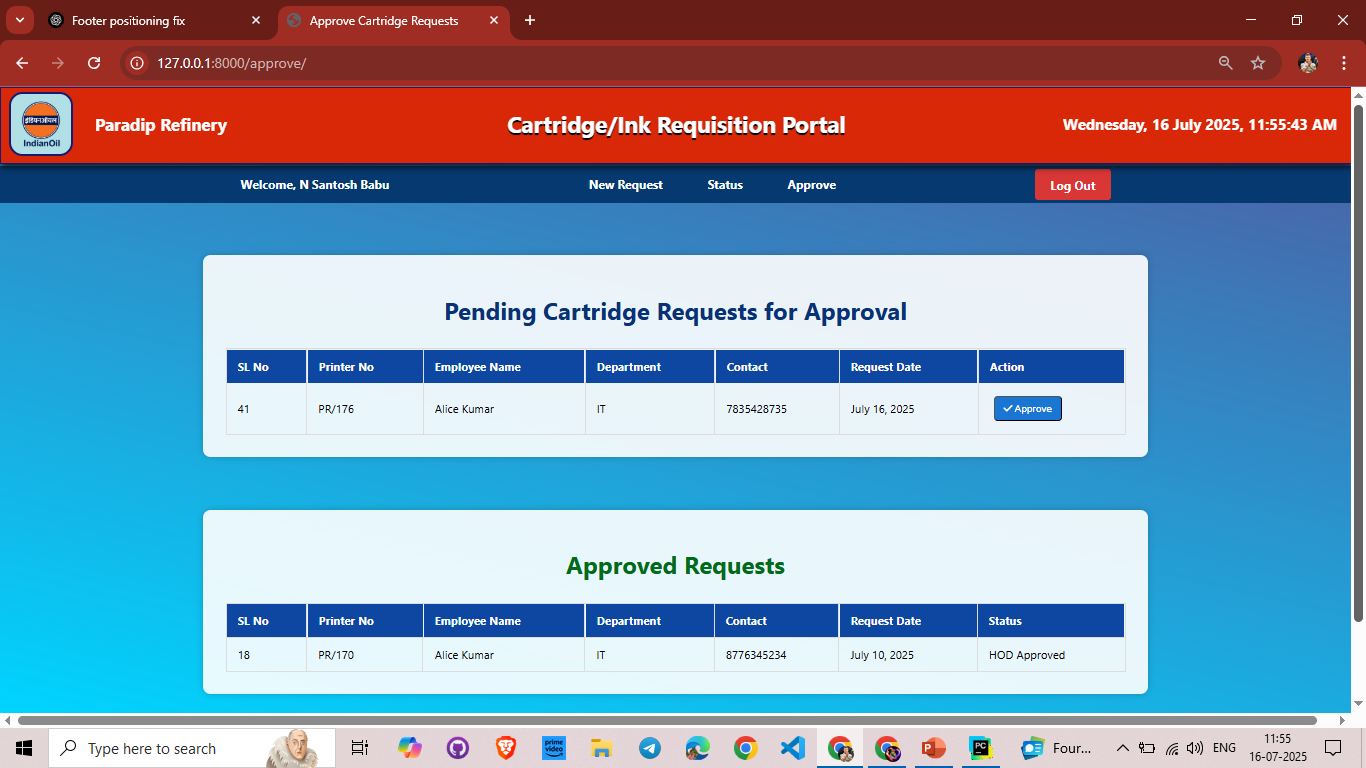 Footer positioning fix
Approve Cartridge Requests
127.0.0.1:8000/approve/
इंडियनऑयल
IndianOil
Paradip Refinery
Cartridge/Ink Requisition Portal
Wednesday, 16 July 2025, 11:55:43 AM
Welcome, N Santosh Babu
New Request
Status
Approve
Log Out
Pending Cartridge Requests for Approval
SL No Printer No Employee Name Department Contact Request Date Action
41 PR/176 Alice Kumar IT 7835428735 July 16, 2025 Approve
Approved Requests
SL No Printer No Employee Name Department Contact Request Date Status
18 PR/170 Alice Kumar IT 8776345234 July 10, 2025 HOD Approved
Type here to search
prime video
PC
Four...
ENG
11:55
16-07-2025